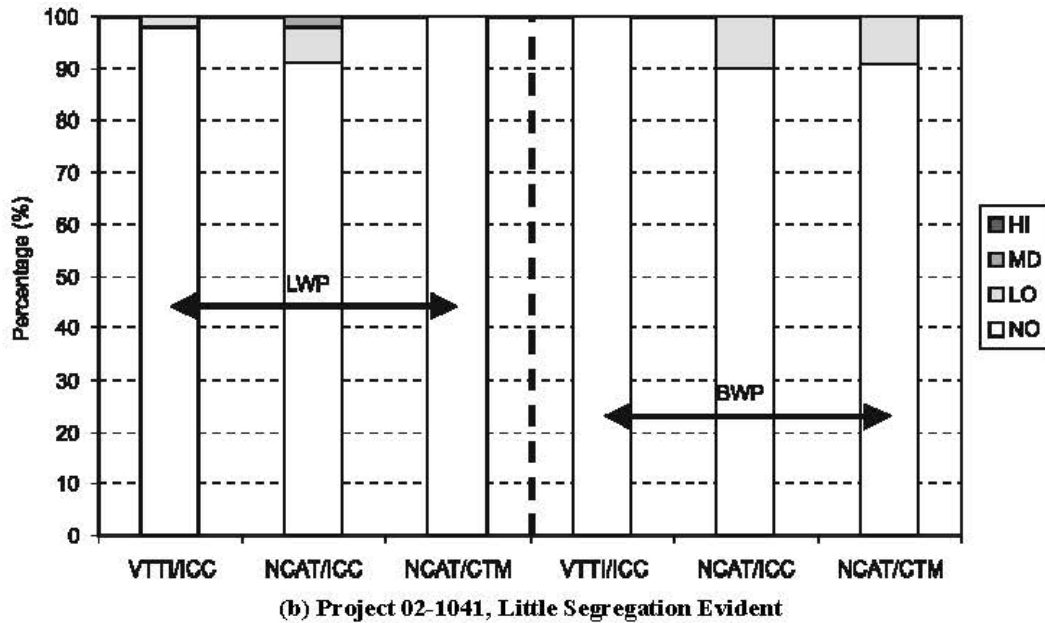 100
90
80
70
60
50
40
30
20
10
0
Percentage (%)
LWP
BWP
VTTI/ICC NCAT/ICC NCAT/CTM VTTI/ICC NCAT/ICC NCAT/CTM
HI
MD
LO
NO
(b) Project 02-1041, Little Segregation Evident